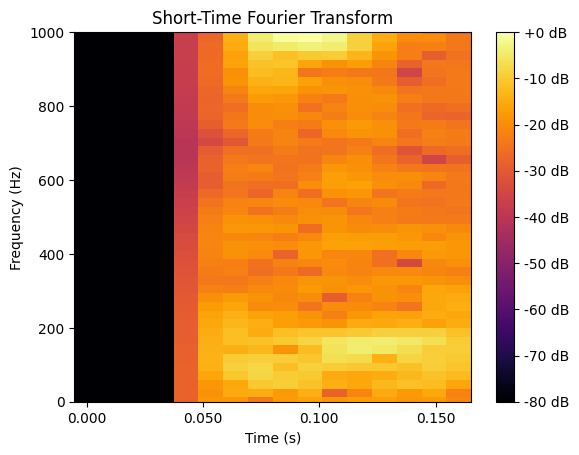 Short-Time Fourier Transform
1000
800
600
400
200
0
Frequency (Hz)
0.000
0.050
0.100
0.150
Time (s)
+0 dB
-10 dB
-20 dB
-30 dB
-40 dB
-50 dB
-60 dB
-70 dB
-80 dB